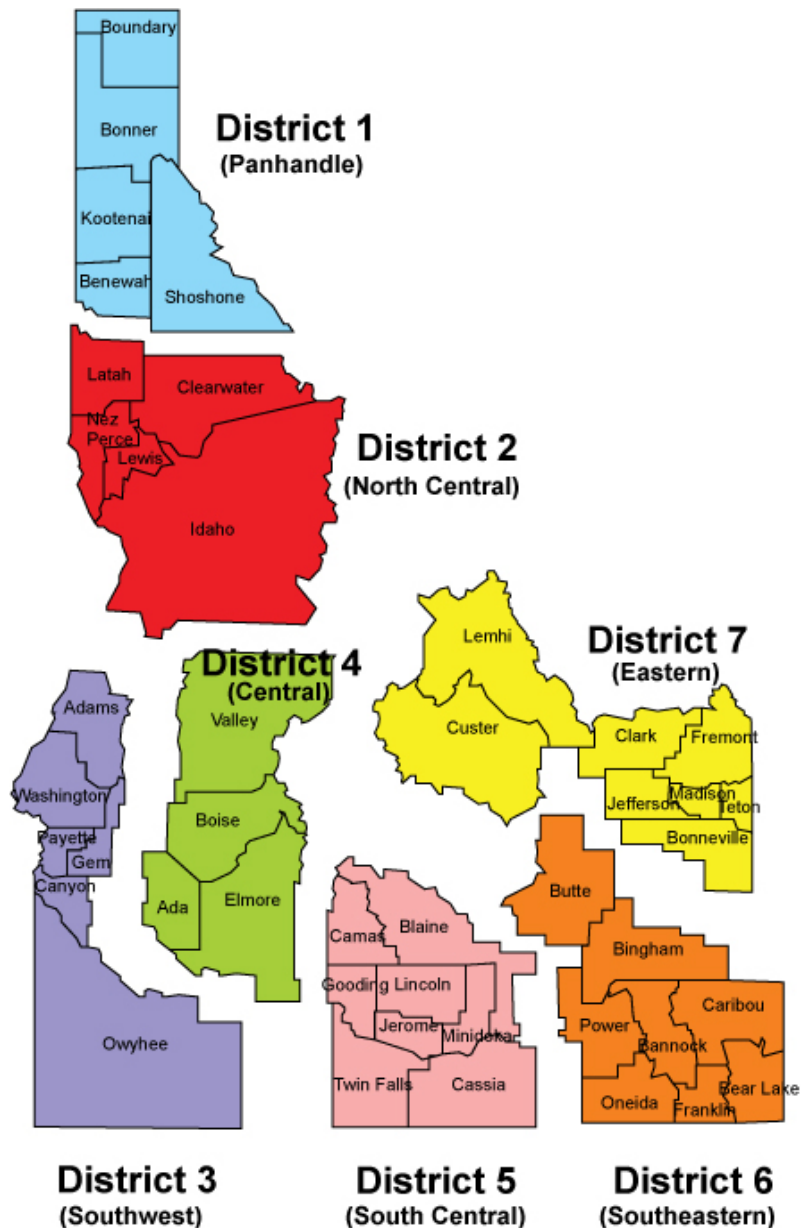 Boundary
Bonner
District 1
(Panhandle)
Kootenai
Benewah
Shoshone
Latah
Clearwater
Nez
Perce
Lewis
District 2
(North Central)
Idaho
Lemhi
District 7
(Eastern)
District 4
(Central)
Adams
Valley
Custer
Clark
Fremont
Washington
Madison
Jefferson
Teton
Boise
Payette
Bonneville
Gem
Canyon
Butte
Ada
Elmore
Blaine
Camas
Bingham
Gooding
Lincoln
Caribou
Jerome
Power
Minidoka
Owyhee
Bannock
Twin Falls
Cassia
Bear Lake
Oneida
Franklin
District 3
(Southwest)
District 5
(South Central)
District 6
(Southeastern)